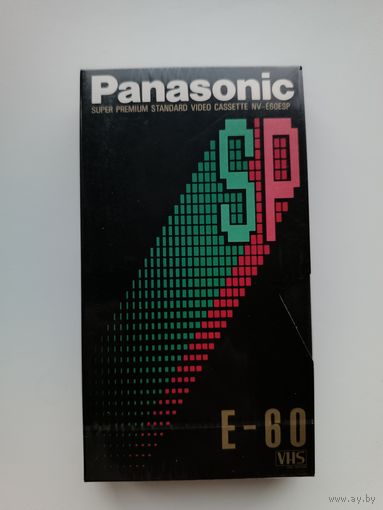 Panasonic
SUPER PREMIUM STANDARD VIDEO CASSETTE NV-E60ESP
SP
E-60
VHS
www.ay.by